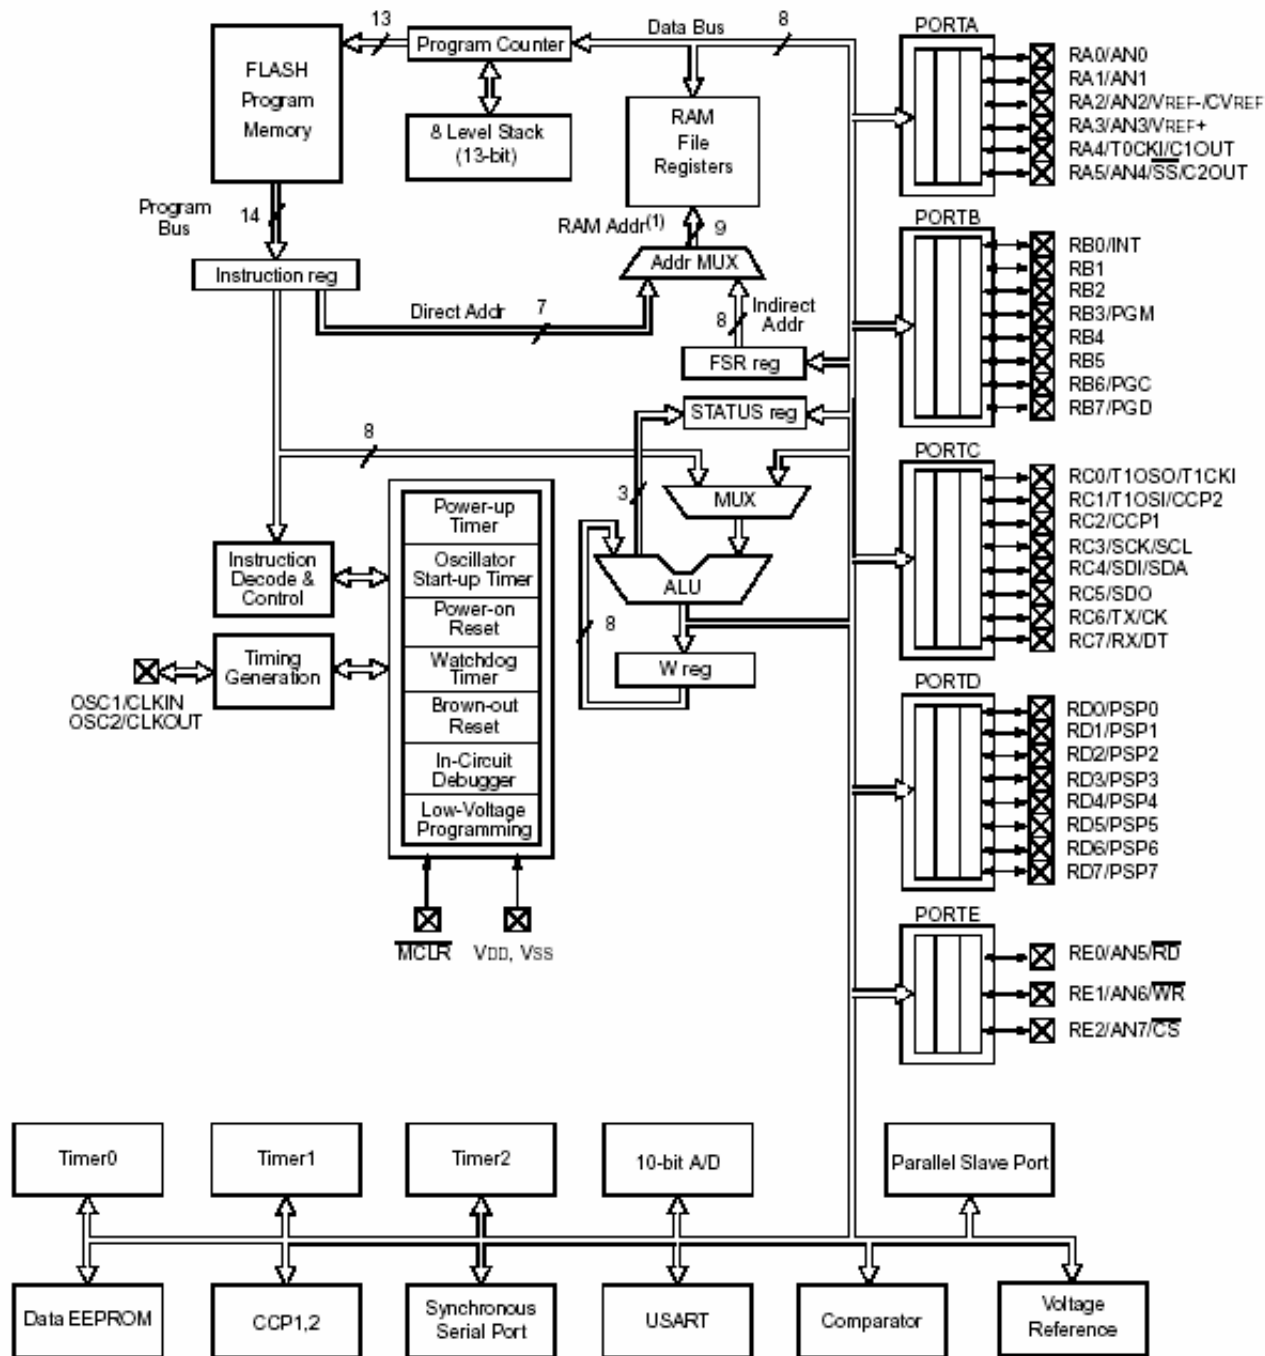 FLASH
Program
Memory
13
Program Counter
Data Bus
8
8 Level Stack
(13-bit)
RAM
File
Registers
Program
Bus
14
RAM Addr(1)
9
Addr MUX
Instruction reg
Direct Addr
7
Indirect
Addr
8
FSR reg
STATUS reg
8
3
MUX
ALU
8
W reg
Instruction
Decode &
Control
Timing
Generation
OSC1/CLKIN
OSC2/CLKOUT
Power-up
Timer
Oscillator
Start-up Timer
Power-on
Reset
Watchdog
Timer
Brown-out
Reset
In-Circuit
Debugger
Low-Voltage
Programming
MCLR
VDD, VSS
PORTA
RA0/AN0
RA1/AN1
RA2/AN2/VREF-/CVREF
RA3/AN3/VREF+
RA4/T0CKI/C1OUT
RA5/AN4/SS/C2OUT
PORTB
RB0/INT
RB1
RB2
RB3/PGM
RB4
RB5
RB6/PGC
RB7/PGD
PORTC
RC0/T1OSO/T1CKI
RC1/T1OSI/CCP2
RC2/CCP1
RC3/SCK/SCL
RC4/SDI/SDA
RC5/SDO
RC6/TX/CK
RC7/RX/DT
PORTD
RD0/PSP0
RD1/PSP1
RD2/PSP2
RD3/PSP3
RD4/PSP4
RD5/PSP5
RD6/PSP6
RD7/PSP7
PORTE
RE0/AN5/RD
RE1/AN6/WR
RE2/AN7/CS
Timer0
Timer1
Timer2
10-bit A/D
Parallel Slave Port
Data EEPROM
CCP1,2
Synchronous
Serial Port
USART
Comparator
Voltage
Reference